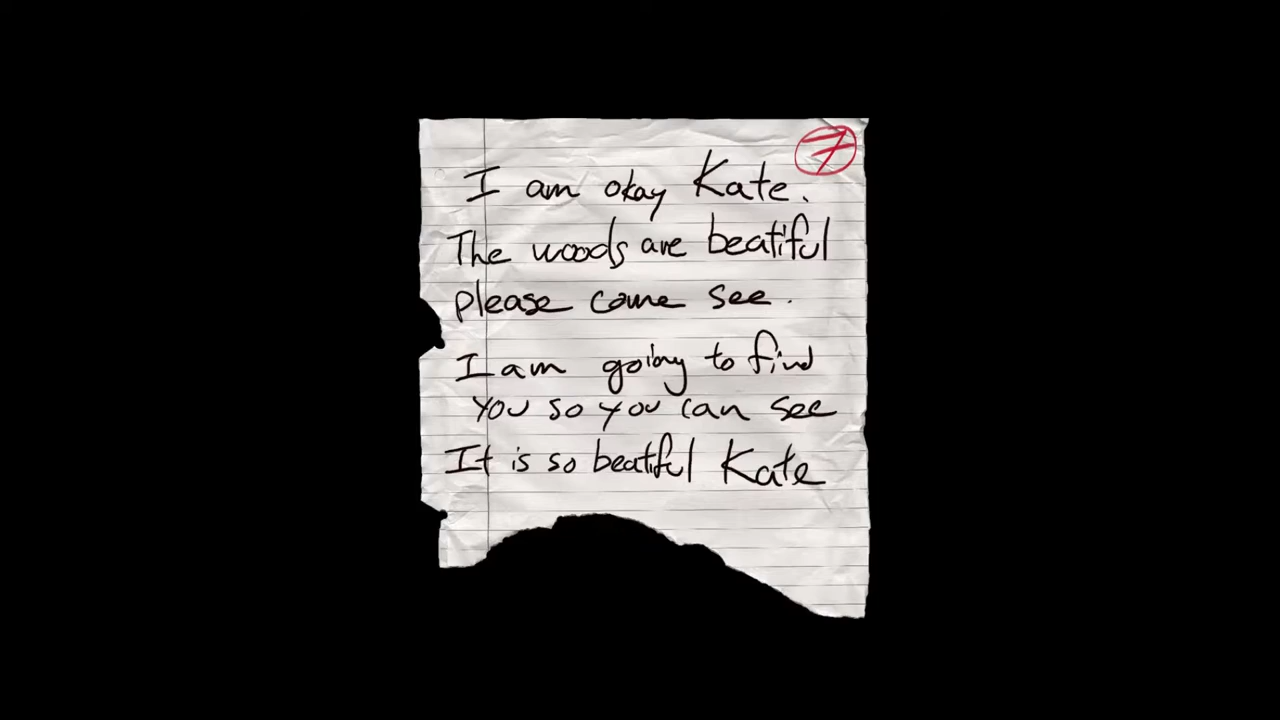 7
I am okay Kate.
The woods are beatiful
please come see.
I am going to find
you so you can see
It is so beatiful Kate